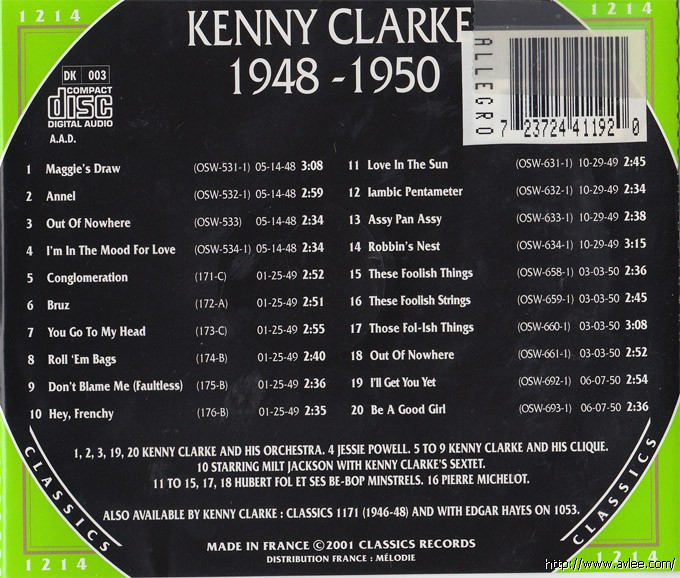 1214
1214
KENNY CLARKE
1948 - 1950
ALLEGRO
7 23724 41192 0
DK 003
COMPACT
disc
DIGITAL AUDIO
A.A.D.
1 Maggie's Draw (OSW-531-1) 05-14-48 3:08
2 Annel (OSW-532-1) 05-14-48 2:59
3 Out Of Nowhere (OSW-533) 05-14-48 2:34
4 I'm In The Mood For Love (OSW-534-1) 05-14-48 2:34
5 Conglomeration (171-C) 01-25-49 2:52
6 Bruz (172-A) 01-25-49 2:51
7 You Go To My Head (173-C) 01-25-49 2:55
8 Roll 'Em Bags (174-B) 01-25-49 2:40
9 Don't Blame Me (Faultless) (175-B) 01-25-49 2:36
10 Hey, Frenchy (176-B) 01-25-49 2:35
11 Love In The Sun (OSW-631-1) 10-29-49 2:45
12 Iambic Pentameter (OSW-632-1) 10-29-49 2:34
13 Assy Pan Assy (OSW-633-1) 10-29-49 2:38
14 Robbin's Nest (OSW-634-1) 10-29-49 3:15
15 These Foolish Things (OSW-658-1) 03-03-50 2:36
16 These Foolish Strings (OSW-659-1) 03-03-50 2:45
17 Those Fol-Ish Things (OSW-660-1) 03-03-50 3:08
18 Out Of Nowhere (OSW-661-1) 03-03-50 2:52
19 I'll Get You Yet (OSW-692-1) 06-07-50 2:54
20 Be A Good Girl (OSW-693-1) 06-07-50 2:36
1, 2, 3, 19, 20 KENNY CLARKE AND HIS ORCHESTRA. 4 JESSIE POWELL. 5 TO 9 KENNY CLARKE AND HIS CLIQUE.
10 STARRING MILT JACKSON WITH KENNY CLARKE'S SEXTET.
11 TO 15, 17, 18 HUBERT FOL ET SES BE-BOP MINSTRELS. 16 PIERRE MICHELOT.
ALSO AVAILABLE BY KENNY CLARKE : CLASSICS 1171 (1946-48) AND WITH EDGAR HAYES ON 1053.
MADE IN FRANCE ©2001 CLASSICS RECORDS
DISTRIBUTION FRANCE : MÉLODIE
CLASSICS
CLASSICS
1214
1214
http://www.avlee.com/